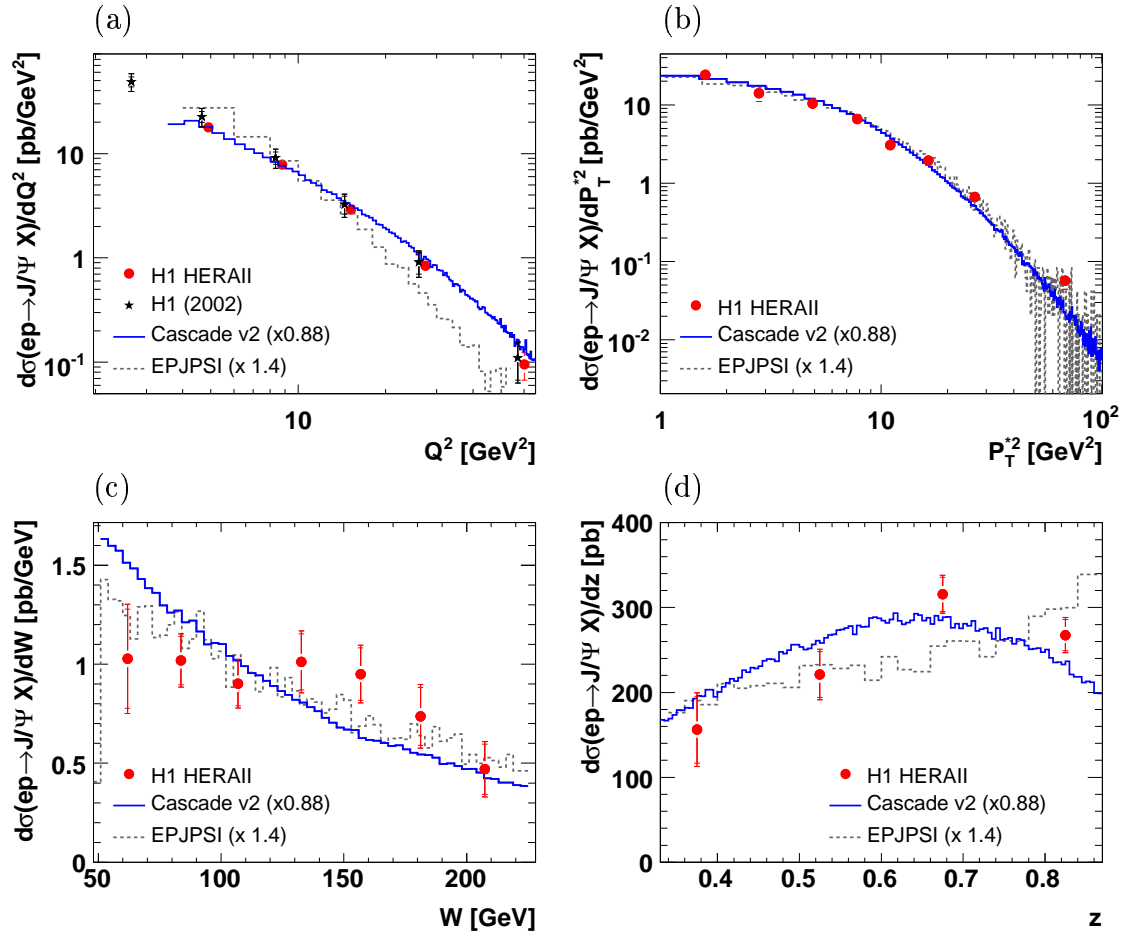 (a)
dσ(ep→J/Ψ X)/dQ² [pb/GeV²]
10
1
10⁻¹
H1 HERAII
H1 (2002)
Cascade v2 (x0.88)
EPJPSI (x 1.4)
10
Q² [GeV²]
(b)
dσ(ep→J/Ψ X)/dP*²_T [pb/GeV²]
10
1
10⁻¹
10⁻²
H1 HERAII
Cascade v2 (x0.88)
EPJPSI (x 1.4)
1 10 10²
P*²_T [GeV²]
(c)
dσ(ep→J/Ψ X)/dW [pb/GeV]
1.5
1
0.5
0
H1 HERAII
Cascade v2 (x0.88)
EPJPSI (x 1.4)
50 100 150 200
W [GeV]
(d)
dσ(ep→J/Ψ X)/dz [pb]
400
300
200
100
0
H1 HERAII
Cascade v2 (x0.88)
EPJPSI (x 1.4)
0.4 0.5 0.6 0.7 0.8
z